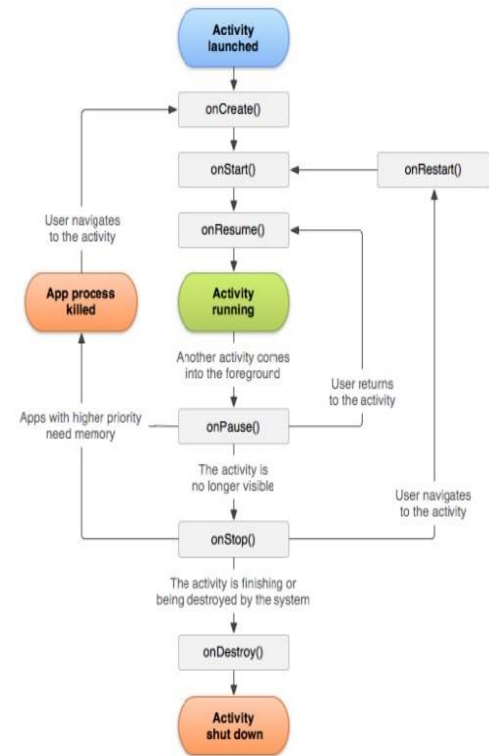 Activity
launched
onCreate()
onStart()
onRestart()
User navigates
to the activity
onResume()
App process
killed
Activity
running
Another activity comes
into the foreground
User returns
to the activity
Apps with higher priority
need memory
onPause()
The activity is
no longer visible
User navigates
to the activity
onStop()
The activity is finishing or
being destroyed by the system
onDestroy()
Activity
shut down